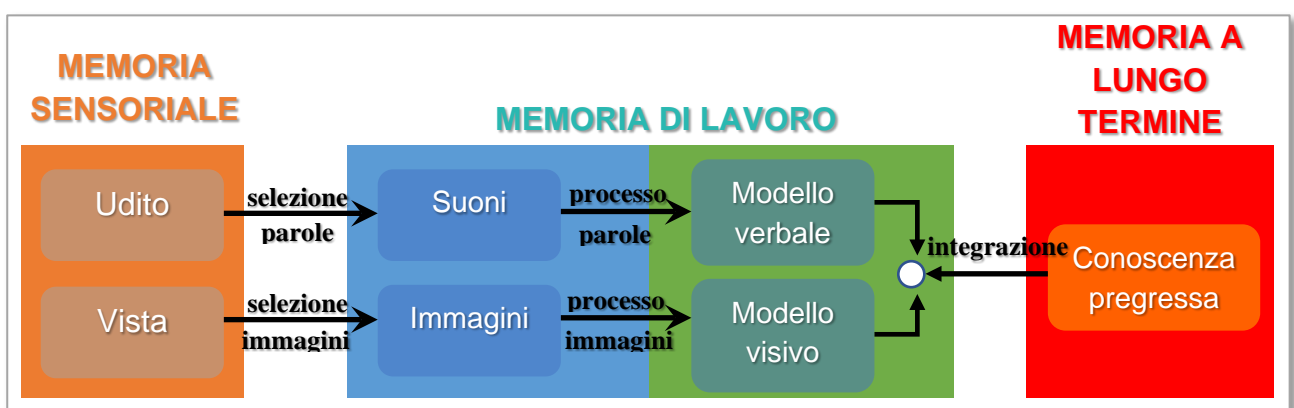 MEMORIA
SENSORIALE
MEMORIA DI LAVORO
MEMORIA A
LUNGO
TERMINE
Udito
selezione
parole
Suoni
processo
parole
Modello
verbale
integrazione
Conoscenza
pregressa
Vista
selezione
immagini
Immagini
processo
immagini
Modello
visivo